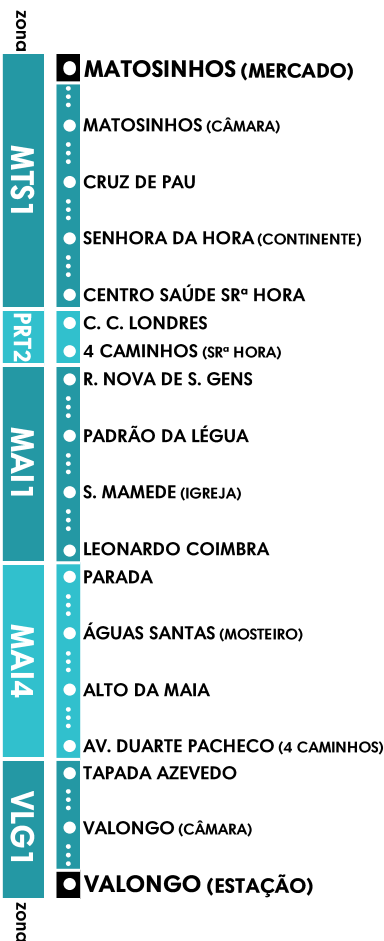 zona
MATOSINHOS (MERCADO)
MTS1
MATOSINHOS (CÂMARA)
CRUZ DE PAU
SENHORA DA HORA (CONTINENTE)
CENTRO SAÚDE SRª HORA
PRT2
C. C. LONDRES
4 CAMINHOS (SRª HORA)
MAI1
R. NOVA DE S. GENS
PADRÃO DA LÉGUA
S. MAMEDE (IGREJA)
LEONARDO COIMBRA
MAI4
PARADA
ÁGUAS SANTAS (MOSTEIRO)
ALTO DA MAIA
AV. DUARTE PACHECO (4 CAMINHOS)
VLG1
TAPADA AZEVEDO
VALONGO (CÂMARA)
VALONGO (ESTAÇÃO)
zona